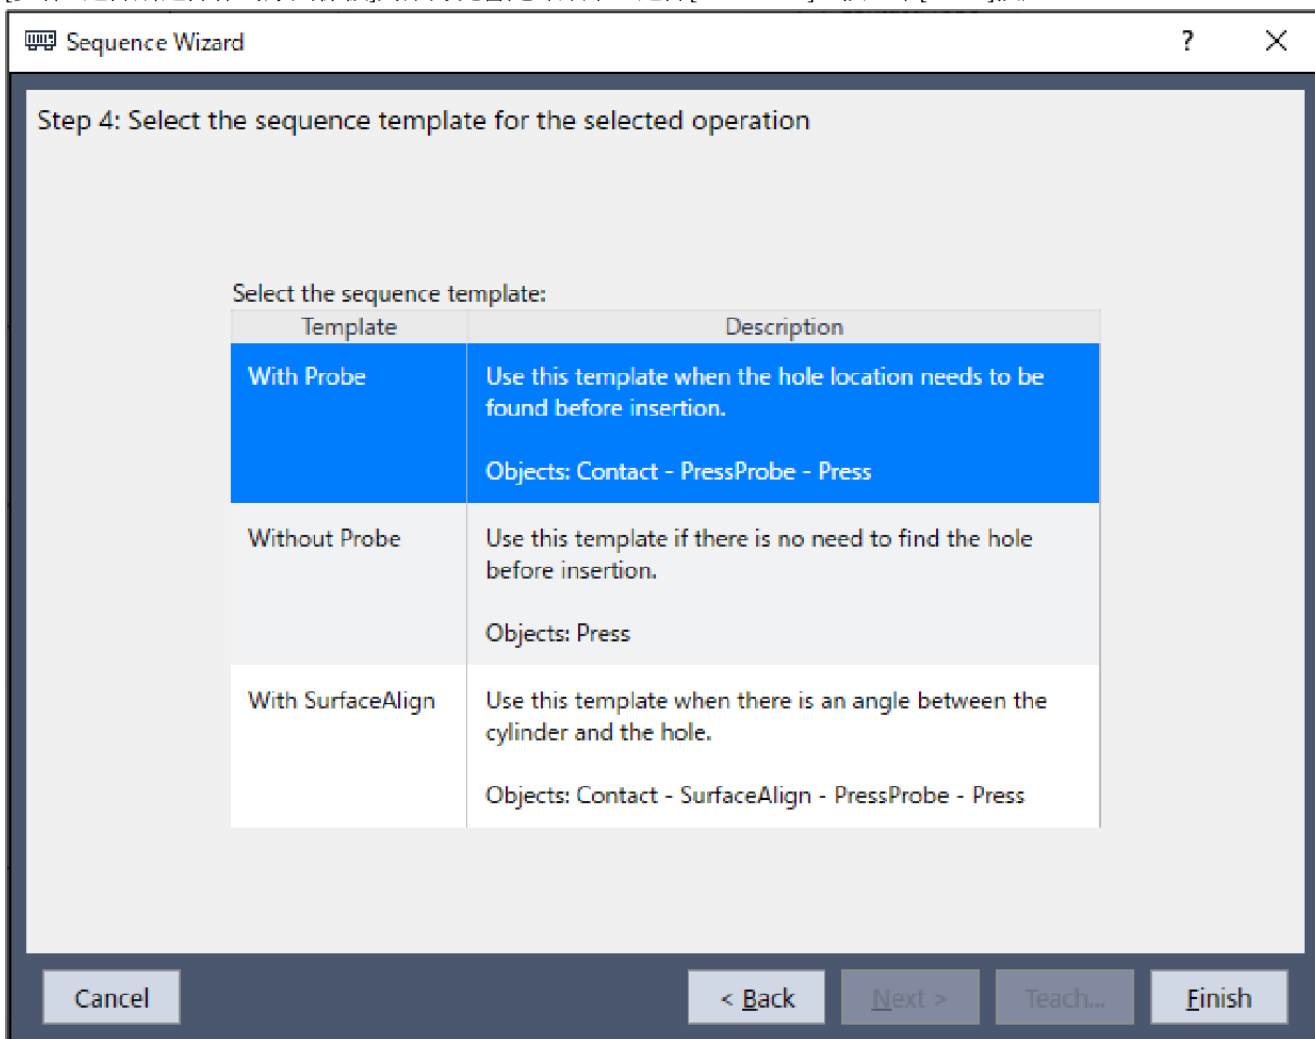 Sequence Wizard
?
Step 4: Select the sequence template for the selected operation
Select the sequence template:
Template
Description
With Probe
Use this template when the hole location needs to be
found before insertion.
Objects: Contact - PressProbe - Press
Without Probe
Use this template if there is no need to find the hole
before insertion.
Objects: Press
With SurfaceAlign
Use this template when there is an angle between the
cylinder and the hole.
Objects: Contact - SurfaceAlign - PressProbe - Press
Cancel
< Back
Next >
Teach...
Finish